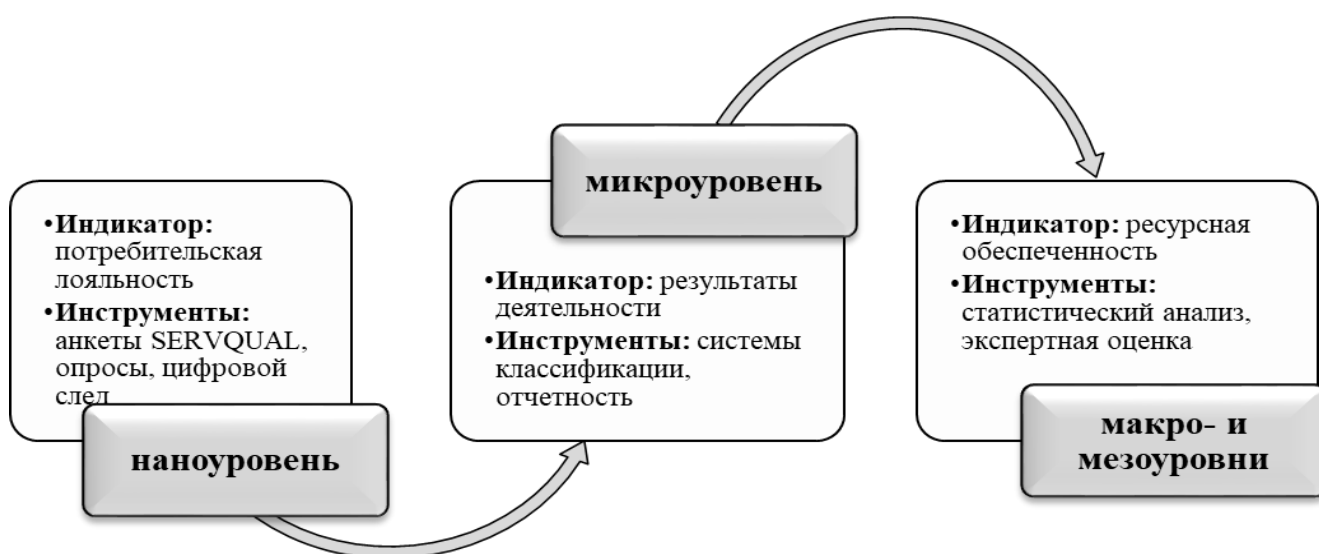 •Индикатор:
потребительская
лояльность
•Инструменты:
анкеты SERVQUAL,
опросы, цифровой
след
наноуровень
микроуровень
•Индикатор: результаты
деятельности
•Инструменты: системы
классификации,
отчетность
•Индикатор: ресурсная
обеспеченность
•Инструменты:
статистический анализ,
экспертная оценка
макро- и
мезоуровни